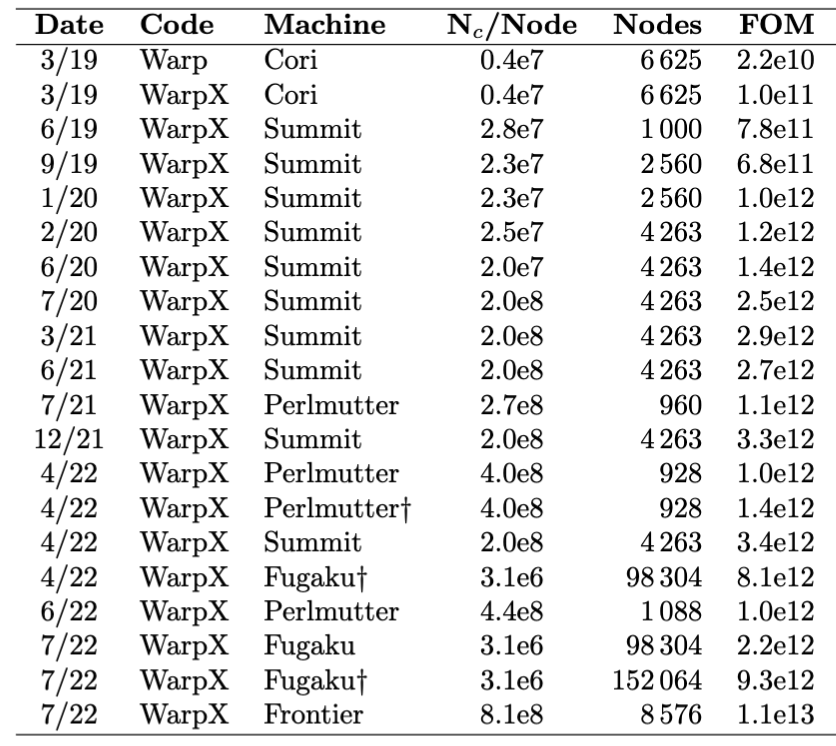 Date Code Machine N_c/Node Nodes FOM
3/19 Warp Cori 0.4e7 6 625 2.2e10
3/19 WarpX Cori 0.4e7 6 625 1.0e11
6/19 WarpX Summit 2.8e7 1 000 7.8e11
9/19 WarpX Summit 2.3e7 2 560 6.8e11
1/20 WarpX Summit 2.3e7 2 560 1.0e12
2/20 WarpX Summit 2.5e7 4 263 1.2e12
6/20 WarpX Summit 2.0e7 4 263 1.4e12
7/20 WarpX Summit 2.0e8 4 263 2.5e12
3/21 WarpX Summit 2.0e8 4 263 2.9e12
6/21 WarpX Summit 2.0e8 4 263 2.7e12
7/21 WarpX Perlmutter 2.7e8 960 1.1e12
12/21 WarpX Summit 2.0e8 4 263 3.3e12
4/22 WarpX Perlmutter 4.0e8 928 1.0e12
4/22 WarpX Perlmutter† 4.0e8 928 1.4e12
4/22 WarpX Summit 2.0e8 4 263 3.4e12
4/22 WarpX Fugaku† 3.1e6 98 304 8.1e12
6/22 WarpX Perlmutter 4.4e8 1 088 1.0e12
7/22 WarpX Fugaku 3.1e6 98 304 2.2e12
7/22 WarpX Fugaku† 3.1e6 152 064 9.3e12
7/22 WarpX Frontier 8.1e8 8 576 1.1e13